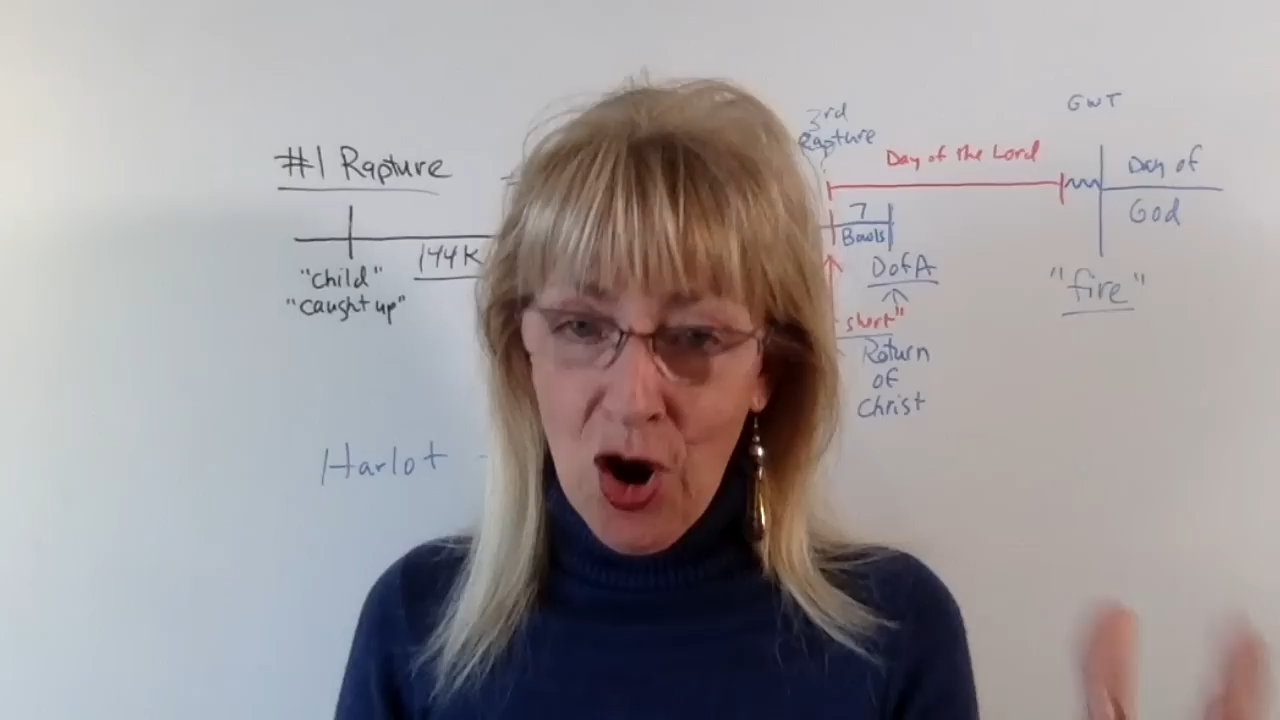 #1 Rapture
144K
"child"
"caught up"
Harlot
3rd
Rapture
Day of the Lord
7
Bowls
D of A
short"
Return
of
Christ
GWT
Day of
God
"fire"